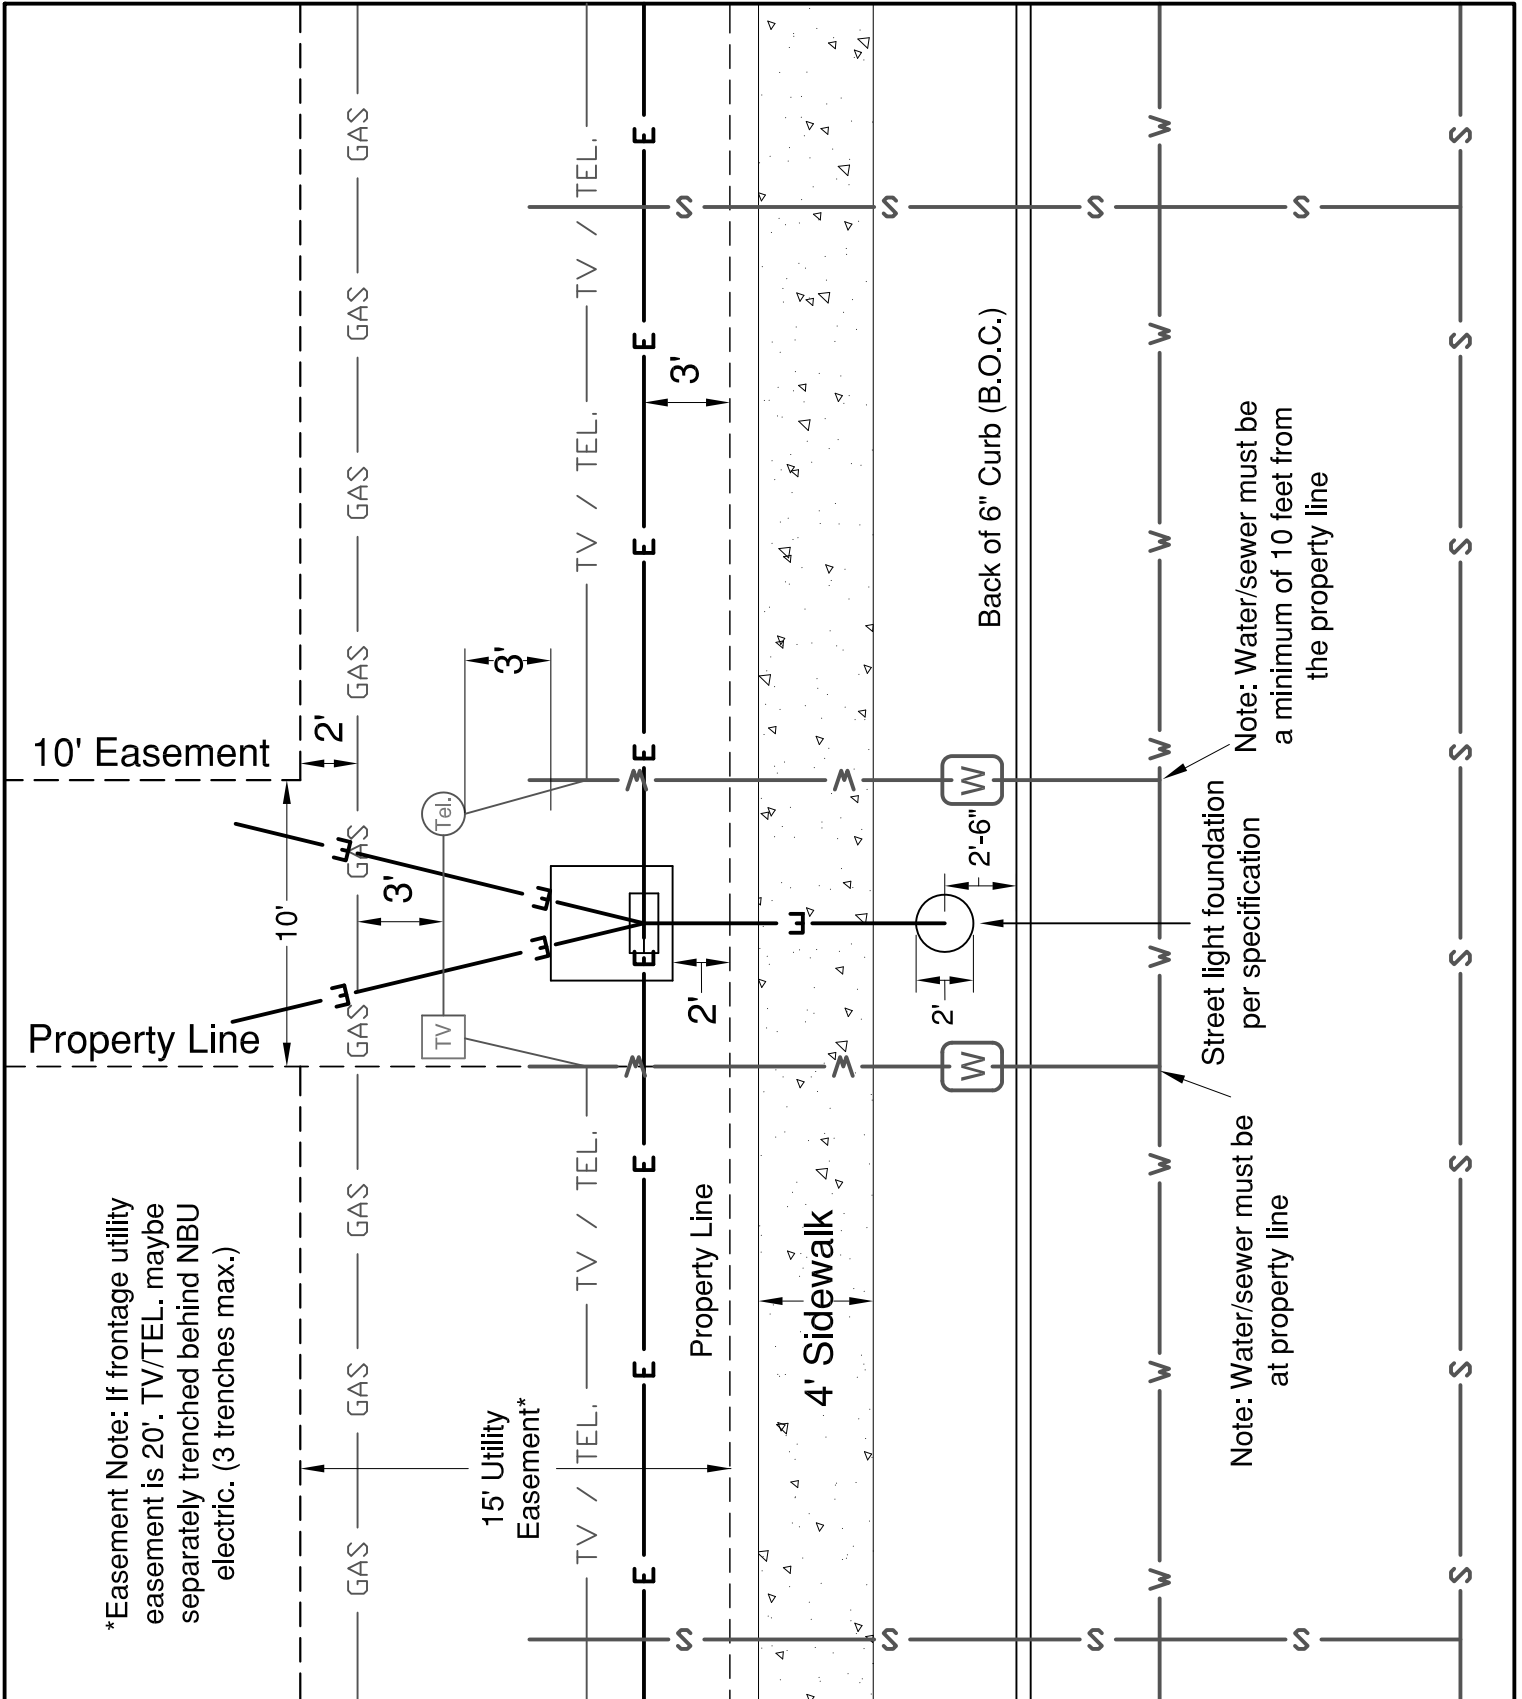 10' Easement
Property Line
*Easement Note: If frontage utility
easement is 20'. TV/TEL. maybe
separately trenched behind NBU
electric. (3 trenches max.)
10'
2'
GAS
GAS
GAS
GAS
GAS
GAS
GAS
GAS
3'
Tel.
TV
3'
15' Utility
Easement*
TV / TEL.
TV / TEL.
TV / TEL.
TV / TEL.
E
E
E
E
E
E
E
E
E
E
E
E
E
3'
2'
Property Line
4' Sidewalk
W
W
W
W
W
W
2'
2'-6"
Back of 6" Curb (B.O.C.)
S
S
S
S
S
S
S
S
W
W
W
W
W
W
W
W
Street light foundation
per specification
Note: Water/sewer must be
a minimum of 10 feet from
the property line
Note: Water/sewer must be
at property line
S
S
S
S
S
S
S
S